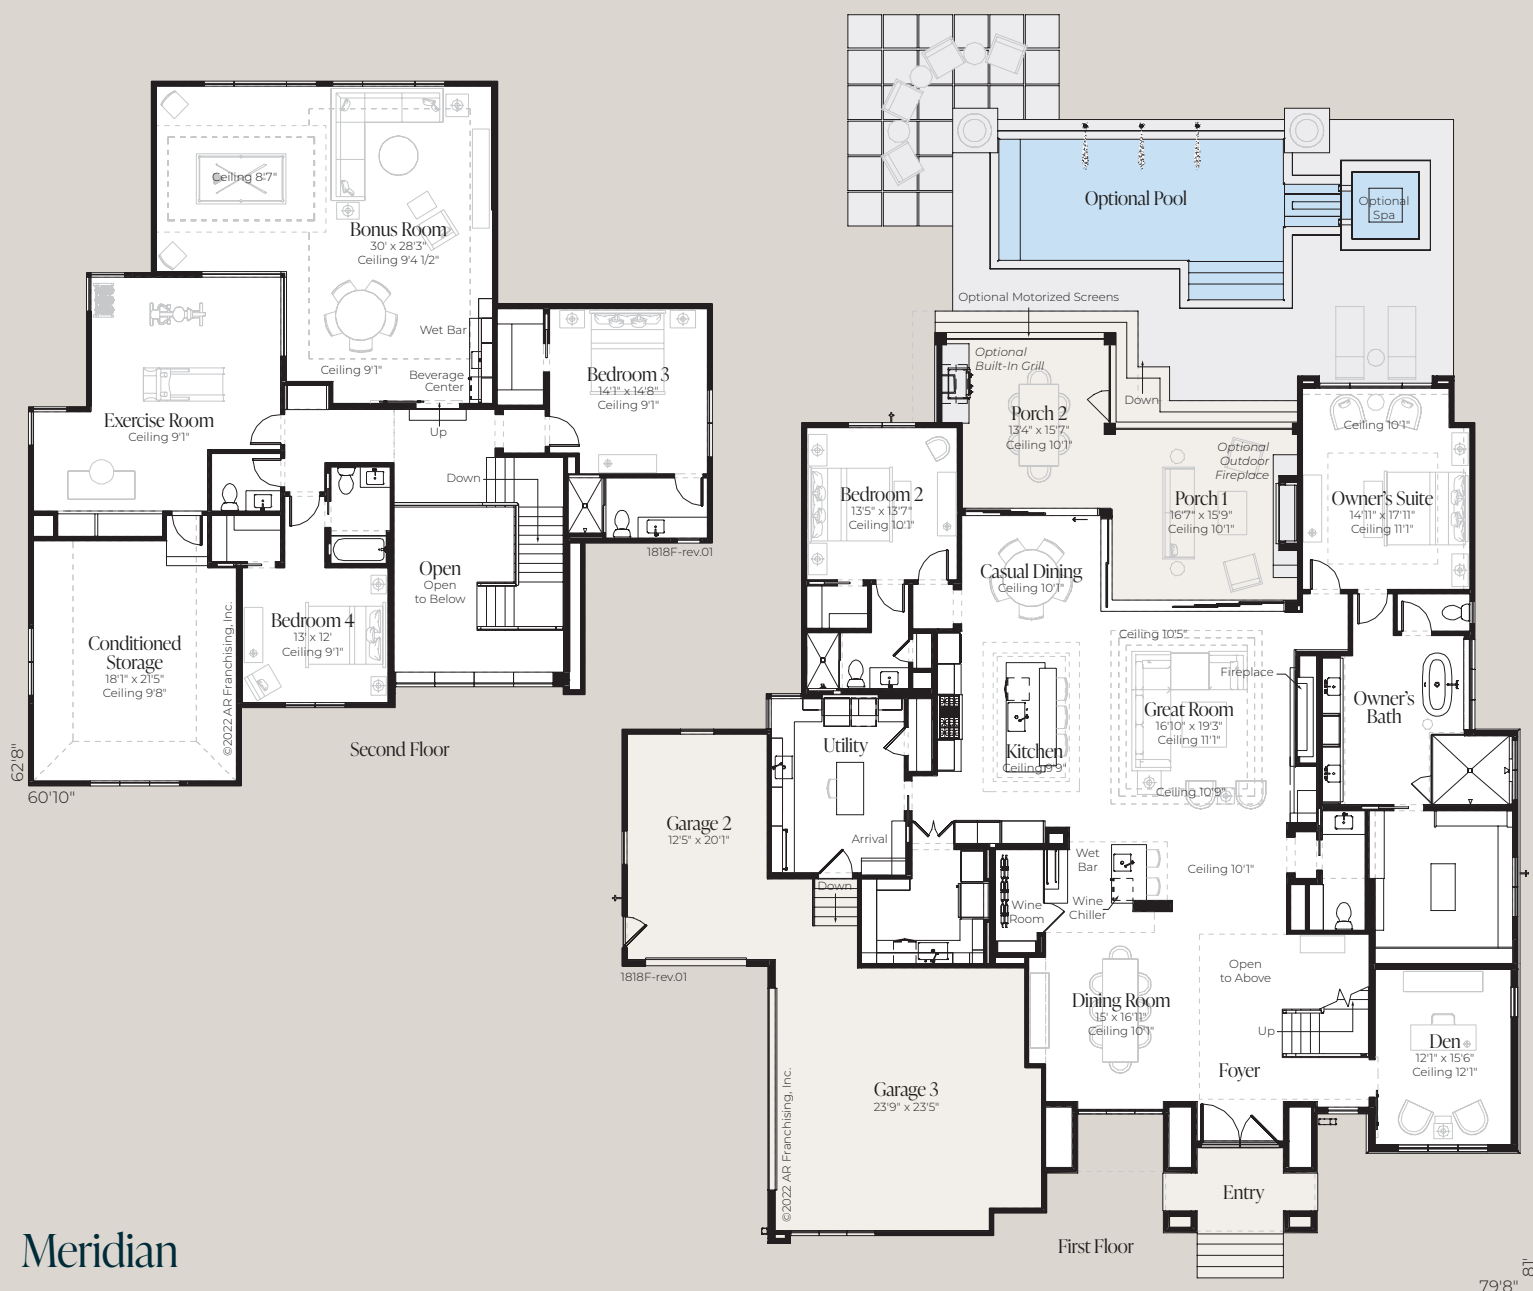 Ceiling 8'7"
Bonus Room
30' x 28'3"
Ceiling 9'4 1/2"
Wet Bar
Ceiling 9'1"
Beverage
Center
Up
Exercise Room
Ceiling 9'1"
Bedroom 3
14'1" x 14'8"
Ceiling 9'1"
Down
1818F-rev.01
Open
Open
to Below
Bedroom 4
13' x 12'
Ceiling 9'1"
Conditioned
Storage
18'1" x 21'5"
Ceiling 9'8"
©2022 AR Franchising, Inc.
Second Floor
62'8"
60'10"
Optional Pool
Optional
Spa
Optional Motorized Screens
Optional
Built-In Grill
Porch 2
13'4" x 15'7"
Ceiling 10'1"
Down
Optional
Outdoor
Fireplace
Porch 1
16'7" x 15'9"
Ceiling 10'1"
Ceiling 10'1"
Owner's Suite
14'11" x 17'11"
Ceiling 11'1"
Bedroom 2
13'5" x 13'7"
Ceiling 10'1"
Casual Dining
Ceiling 10'1"
Ceiling 10'5"
Fireplace
Great Room
16'10" x 19'3"
Ceiling 11'1"
Ceiling 10'9"
Owner's
Bath
Kitchen
Ceiling 9'9"
Utility
Arrival
Garage 2
12'5" x 20'1"
Down
Wet
Bar
Wine
Chiller
Wine
Room
Ceiling 10'1"
1818F-rev.01
Open
to Above
Dining Room
15' x 16'11"
Ceiling 10'1"
Up
Foyer
Den
12'1" x 15'6"
Ceiling 12'1"
Garage 3
23'9" x 23'5"
©2022 AR Franchising, Inc.
Entry
First Floor
Meridian
79'8"
81'